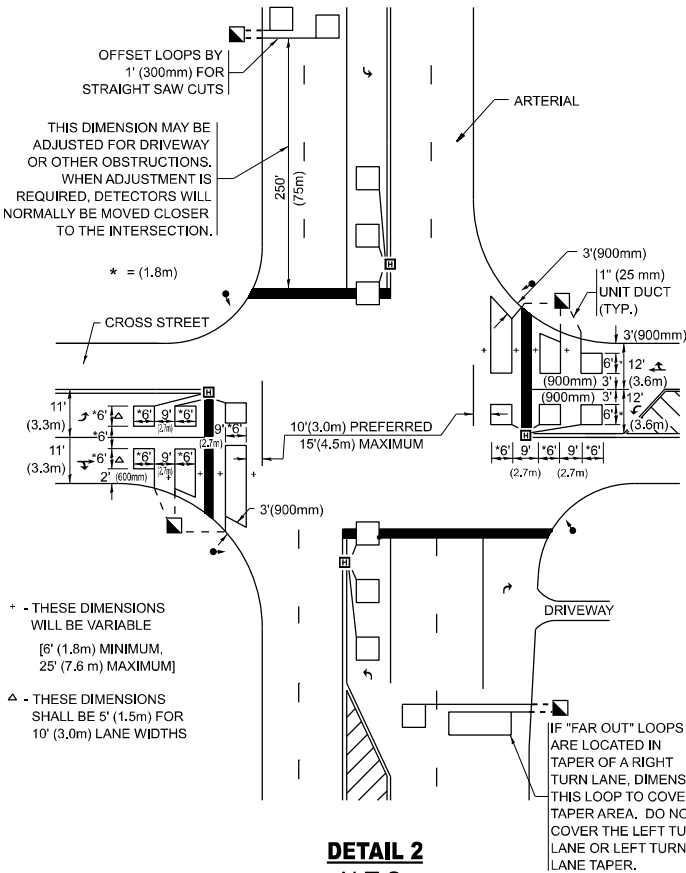 OFFSET LOOPS BY
1' (300mm) FOR
STRAIGHT SAW CUTS
THIS DIMENSION MAY BE
ADJUSTED FOR DRIVEWAY
OR OTHER OBSTRUCTIONS.
WHEN ADJUSTMENT IS
REQUIRED, DETECTORS WILL
NORMALLY BE MOVED CLOSER
TO THE INTERSECTION.
250'
(75m)
* = (1.8m)
ARTERIAL
CROSS STREET
H
3'(900mm)
1" (25 mm)
UNIT DUCT
(TYP.)
3'(900mm)
6'*
12'
(3.6m)
(900mm) 3'
(900mm) 3'
6'*
12'
(3.6m)
H
*6' 9' *6' 9' *6'
(2.7m) (2.7m)
10'(3.0m) PREFERRED
15'(4.5m) MAXIMUM
H
11'
(3.3m)
*6' △
*6' 9' *6'
(2.7m)
9' *6'
(2.7m)
*6'
11'
(3.3m)
*6' △
*6' 9' *6'
(2.7m)
2' (600mm)
3'(900mm)
H
+ - THESE DIMENSIONS
WILL BE VARIABLE
[6' (1.8m) MINIMUM,
25' (7.6 m) MAXIMUM]
△ - THESE DIMENSIONS
SHALL BE 5' (1.5m) FOR
10' (3.0m) LANE WIDTHS
DRIVEWAY
IF "FAR OUT" LOOPS
ARE LOCATED IN
TAPER OF A RIGHT
TURN LANE, DIMENS
THIS LOOP TO COVE
TAPER AREA. DO NO
COVER THE LEFT TU
LANE OR LEFT TURN
LANE TAPER.
DETAIL 2